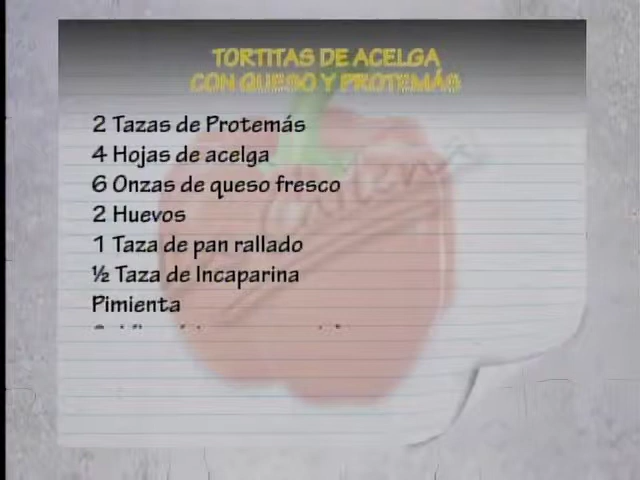 TORTITAS DE ACELGA
CON QUESO Y PROTEMÁS
2 Tazas de Protemás
4 Hojas de acelga
6 Onzas de queso fresco
2 Huevos
1 Taza de pan rallado
½ Taza de Incaparina
Pimienta